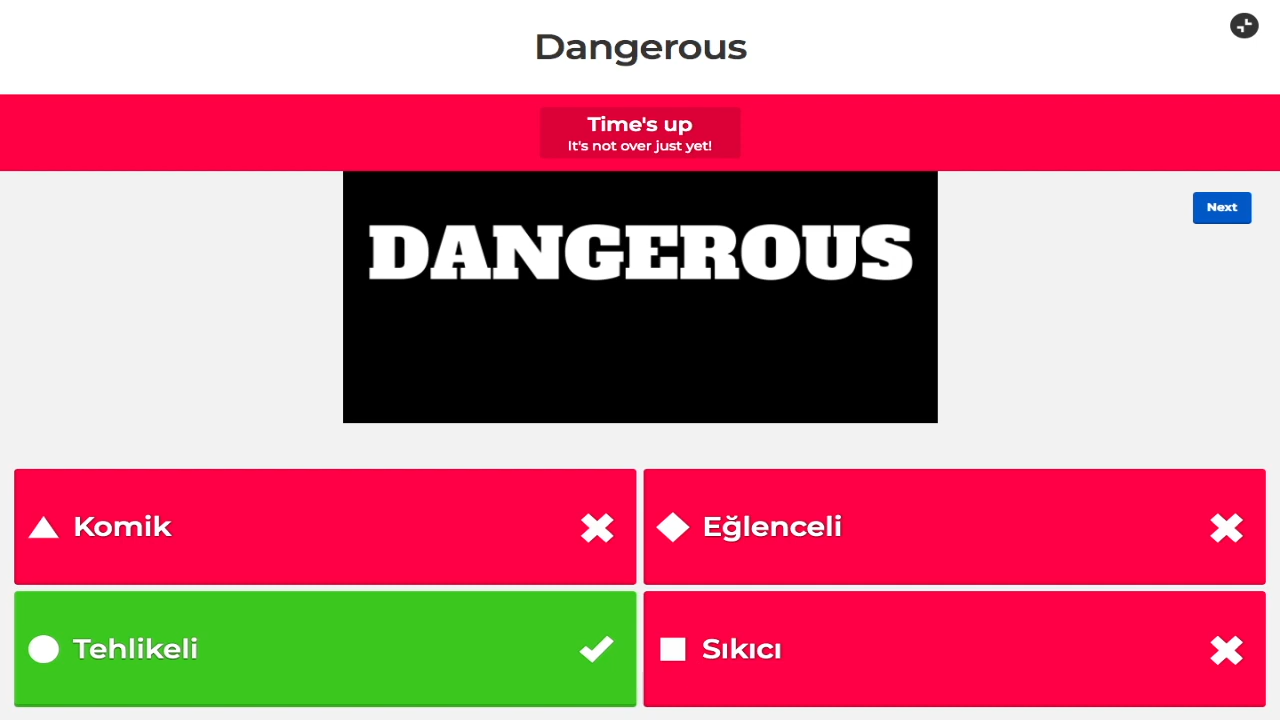 Dangerous
Time's up
It's not over just yet!
Next
DANGEROUS
Komik
Eğlenceli
Tehlikeli
Sıkıcı